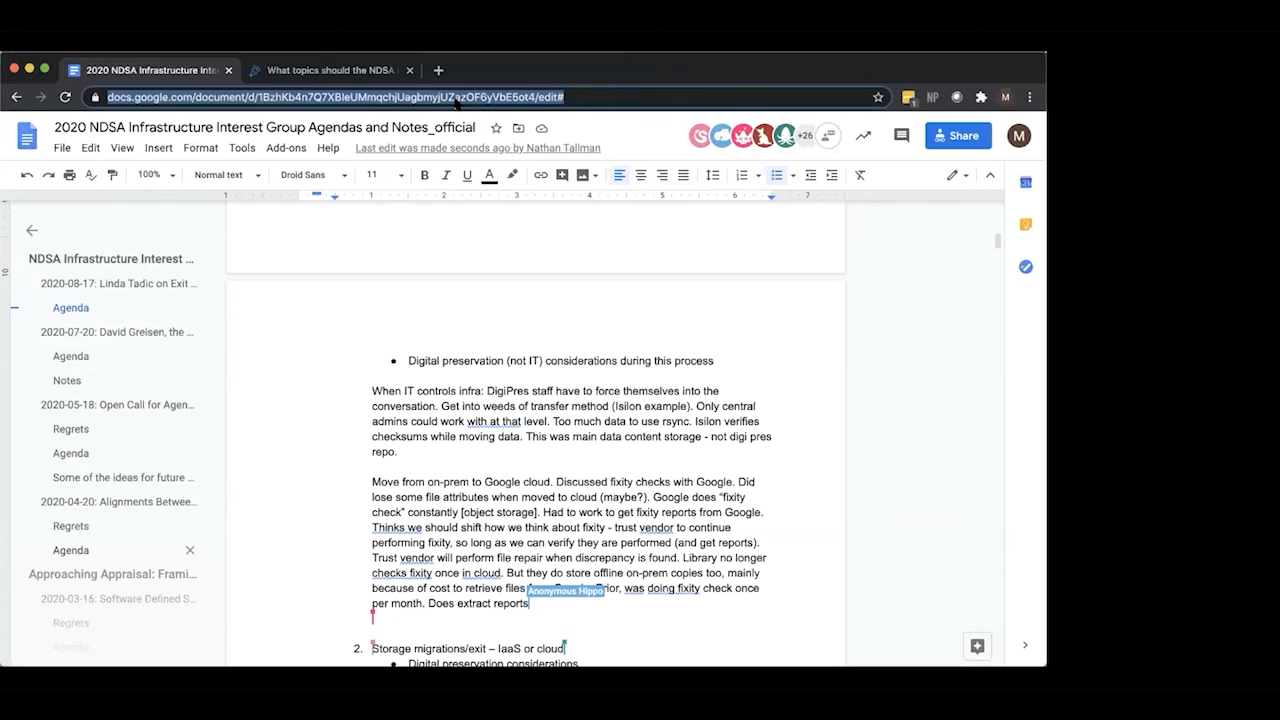 2020 NDSA Infrastructure Inte
What topics should the NDSA I
docs.google.com/document/d/1BzhKb4n7Q7XBleUMmqchjUagbmyjUZazOF6yVbE5ot4/edit#
NP
M
2020 NDSA Infrastructure Interest Group Agendas and Notes_official
+26
Share
M
File Edit View Insert Format Tools Add-ons Help Last edit was made seconds ago by Nathan Tallman
100% Normal text Droid Sans 11 B I U A
1 1 2 3 4 5 6 7
NDSA Infrastructure Interest ...
2020-08-17: Linda Tadic on Exit ...
Agenda
2020-07-20: David Greisen, the ...
Agenda
Notes
2020-05-18: Open Call for Agen...
Regrets
Agenda
Some of the ideas for future ...
2020-04-20: Alignments Betwee...
Regrets
Agenda
Approaching Appraisal: Frami...
2020-03-16: Software Defined S...
Regrets
Agenda
10
• Digital preservation (not IT) considerations during this process
When IT controls infra: DigiPres staff have to force themselves into the
conversation. Get into weeds of transfer method (Isilon example). Only central
admins could work with at that level. Too much data to use rsync. Isilon verifies
checksums while moving data. This was main data content storage - not digi pres
repo.
Move from on-prem to Google cloud. Discussed fixity checks with Google. Did
lose some file attributes when moved to cloud (maybe?). Google does “fixity
check” constantly [object storage]. Had to work to get fixity reports from Google.
Thinks we should shift how we think about fixity - trust vendor to continue
performing fixity, so long as we can verify they are performed (and get reports).
Trust vendor will perform file repair when discrepancy is found. Library no longer
checks fixity once in cloud. But they do store offline on-prem copies too, mainly
because of cost to retrieve files Prior, was doing fixity check once
Anonymous Hippo
per month. Does extract reports
2. Storage migrations/exit – IaaS or cloud
• Digital preservation considerations